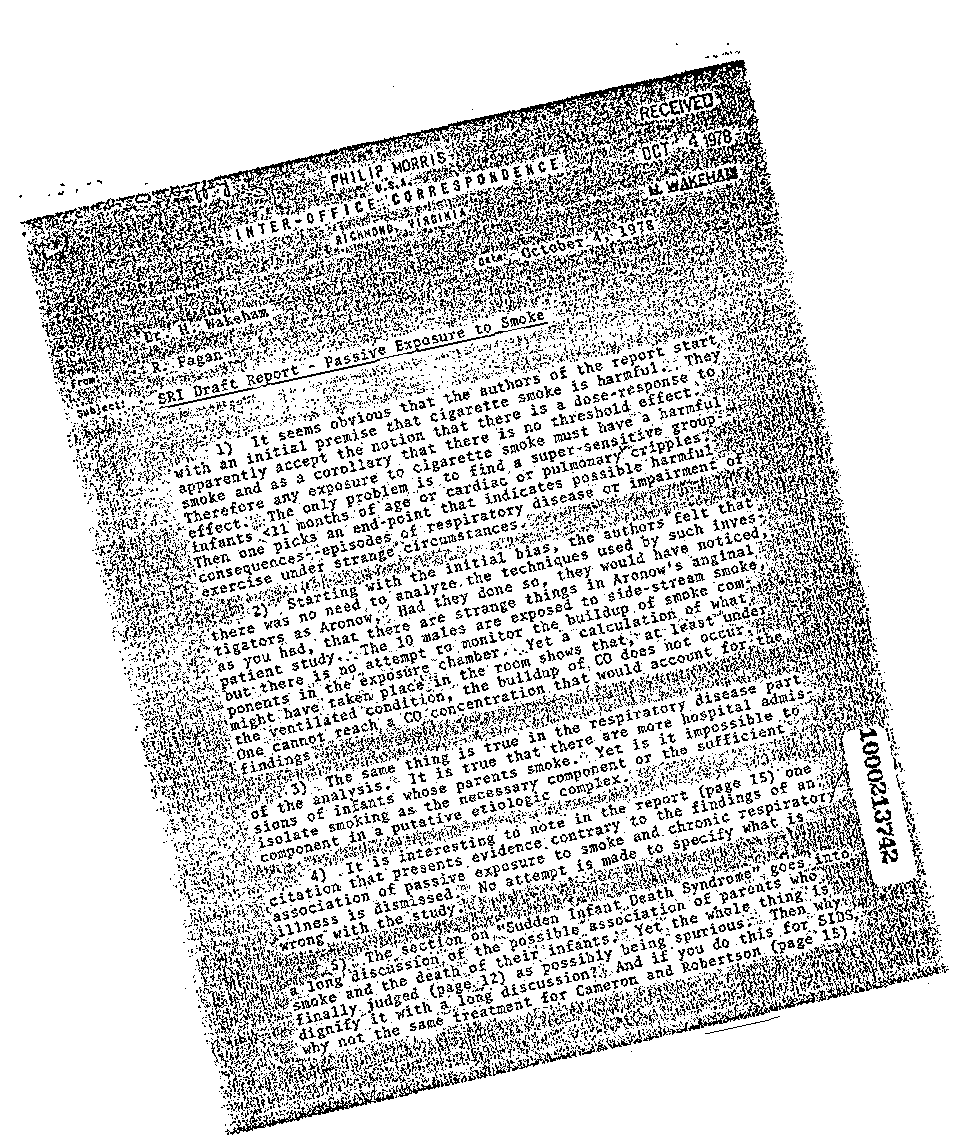 RECEIVED
OCT 4 1978
H. WAKEHAM
PHILIP MORRIS
U.S.A.
INTER-OFFICE CORRESPONDENCE
RICHMOND, VIRGINIA
Date: October 4, 1978
Dr. H. Wakeham
From: R. Fagan
Subject: SRI Draft Report - Passive Exposure to Smoke
1) It seems obvious that the authors of the report start
with an initial premise that cigarette smoke is harmful. They
apparently accept the notion that there is a dose-response to
smoke and as a corollary that there is no threshold effect.
Therefore any exposure to cigarette smoke must have a harmful
effect. The only problem is to find a super-sensitive group -
infants <11 months of age or cardiac or pulmonary cripples.
Then one picks an end-point that indicates possible harmful
consequences--episodes of respiratory disease or impairment of
exercise under strange circumstances.
2) Starting with the initial bias, the authors felt that
there was no need to analyze the techniques used by such inves-
tigators as Aronow. Had they done so, they would have noticed,
as you had, that there are strange things in Aronow's anginal
patient study. The 10 males are exposed to side-stream smoke,
but there is no attempt to monitor the buildup of smoke com-
ponents in the exposure chamber. Yet a calculation of what
might have taken place in the room shows that, at least under
the ventilated condition, the buildup of CO does not occur.
One cannot reach a CO concentration that would account for the
findings.
3) The same thing is true in the respiratory disease part
of the analysis. It is true that there are more hospital admis-
sions of infants whose parents smoke. Yet is it impossible to
isolate smoking as the necessary component or the sufficient
component in a putative etiologic complex.
4) It is interesting to note in the report (page 15) one
citation that presents evidence contrary to the findings of an
association of passive exposure to smoke and chronic respiratory
illness is dismissed. No attempt is made to specify what is
wrong with the study.
5) The section on "Sudden Infant Death Syndrome" goes into
a long discussion of the possible association of parents who
smoke and the death of their infants. Yet the whole thing is
finally judged (page 12) as possibly being spurious. Then why
dignify it with a long discussion? And if you do this for SIDS,
why not the same treatment for Cameron and Robertson (page 15).
1000213742